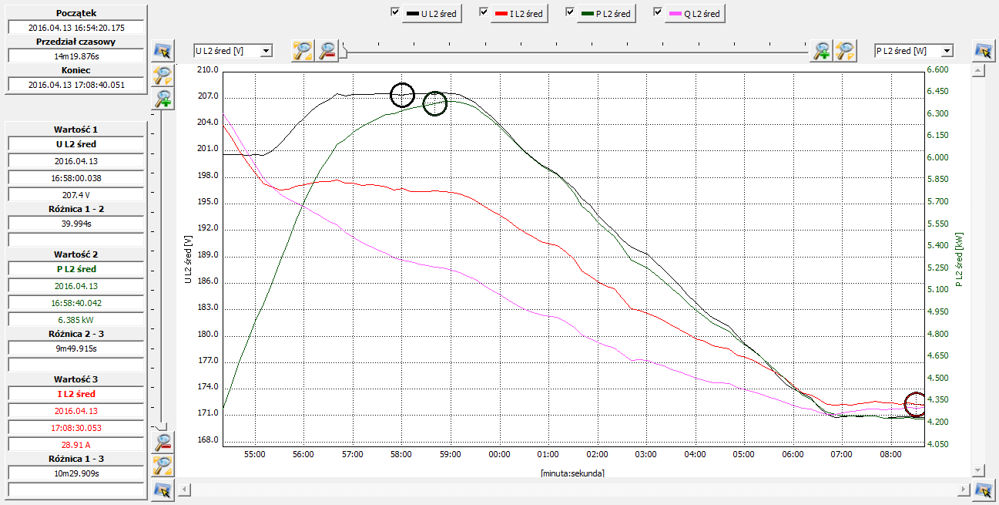 Początek
2016.04.13 16:54:20.175
Przedział czasowy
14m19.876s
Koniec
2016.04.13 17:08:40.051
Wartość 1
U L2 śred
2016.04.13
16:58:00.038
207.4 V
Różnica 1 - 2
39.994s
Wartość 2
P L2 śred
2016.04.13
16:58:40.042
6.385 kW
Różnica 2 - 3
9m49.915s
Wartość 3
I L2 śred
2016.04.13
17:08:30.053
28.91 A
Różnica 1 - 3
10m29.909s
U L2 śred I L2 śred P L2 śred Q L2 śred
U L2 śred [V] P L2 śred [W]
210.0
207.0
204.0
201.0
198.0
195.0
192.0
189.0
186.0
183.0
180.0
177.0
174.0
171.0
168.0
U L2 śred [V]
6.600
6.450
6.300
6.150
6.000
5.850
5.700
5.550
5.400
5.250
5.100
4.950
4.800
4.650
4.500
4.350
4.200
4.050
P L2 śred [kW]
55:00 56:00 57:00 58:00 59:00 00:00 01:00 02:00 03:00 04:00 05:00 06:00 07:00 08:00
[minuta:sekunda]